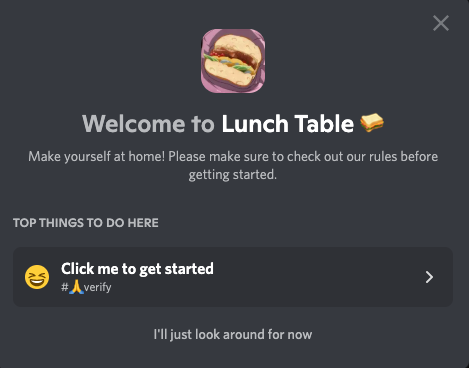 Welcome to Lunch Table 🥪
Make yourself at home! Please make sure to check out our rules before
getting started.
TOP THINGS TO DO HERE
Click me to get started
#🙏verify
I'll just look around for now